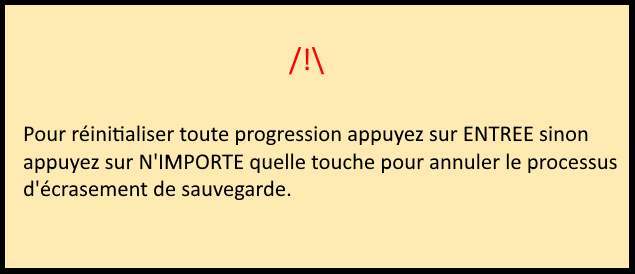 /!\
Pour réinitialiser toute progression appuyez sur ENTREE sinon
appuyez sur N'IMPORTE quelle touche pour annuler le processus
d'écrasement de sauvegarde.